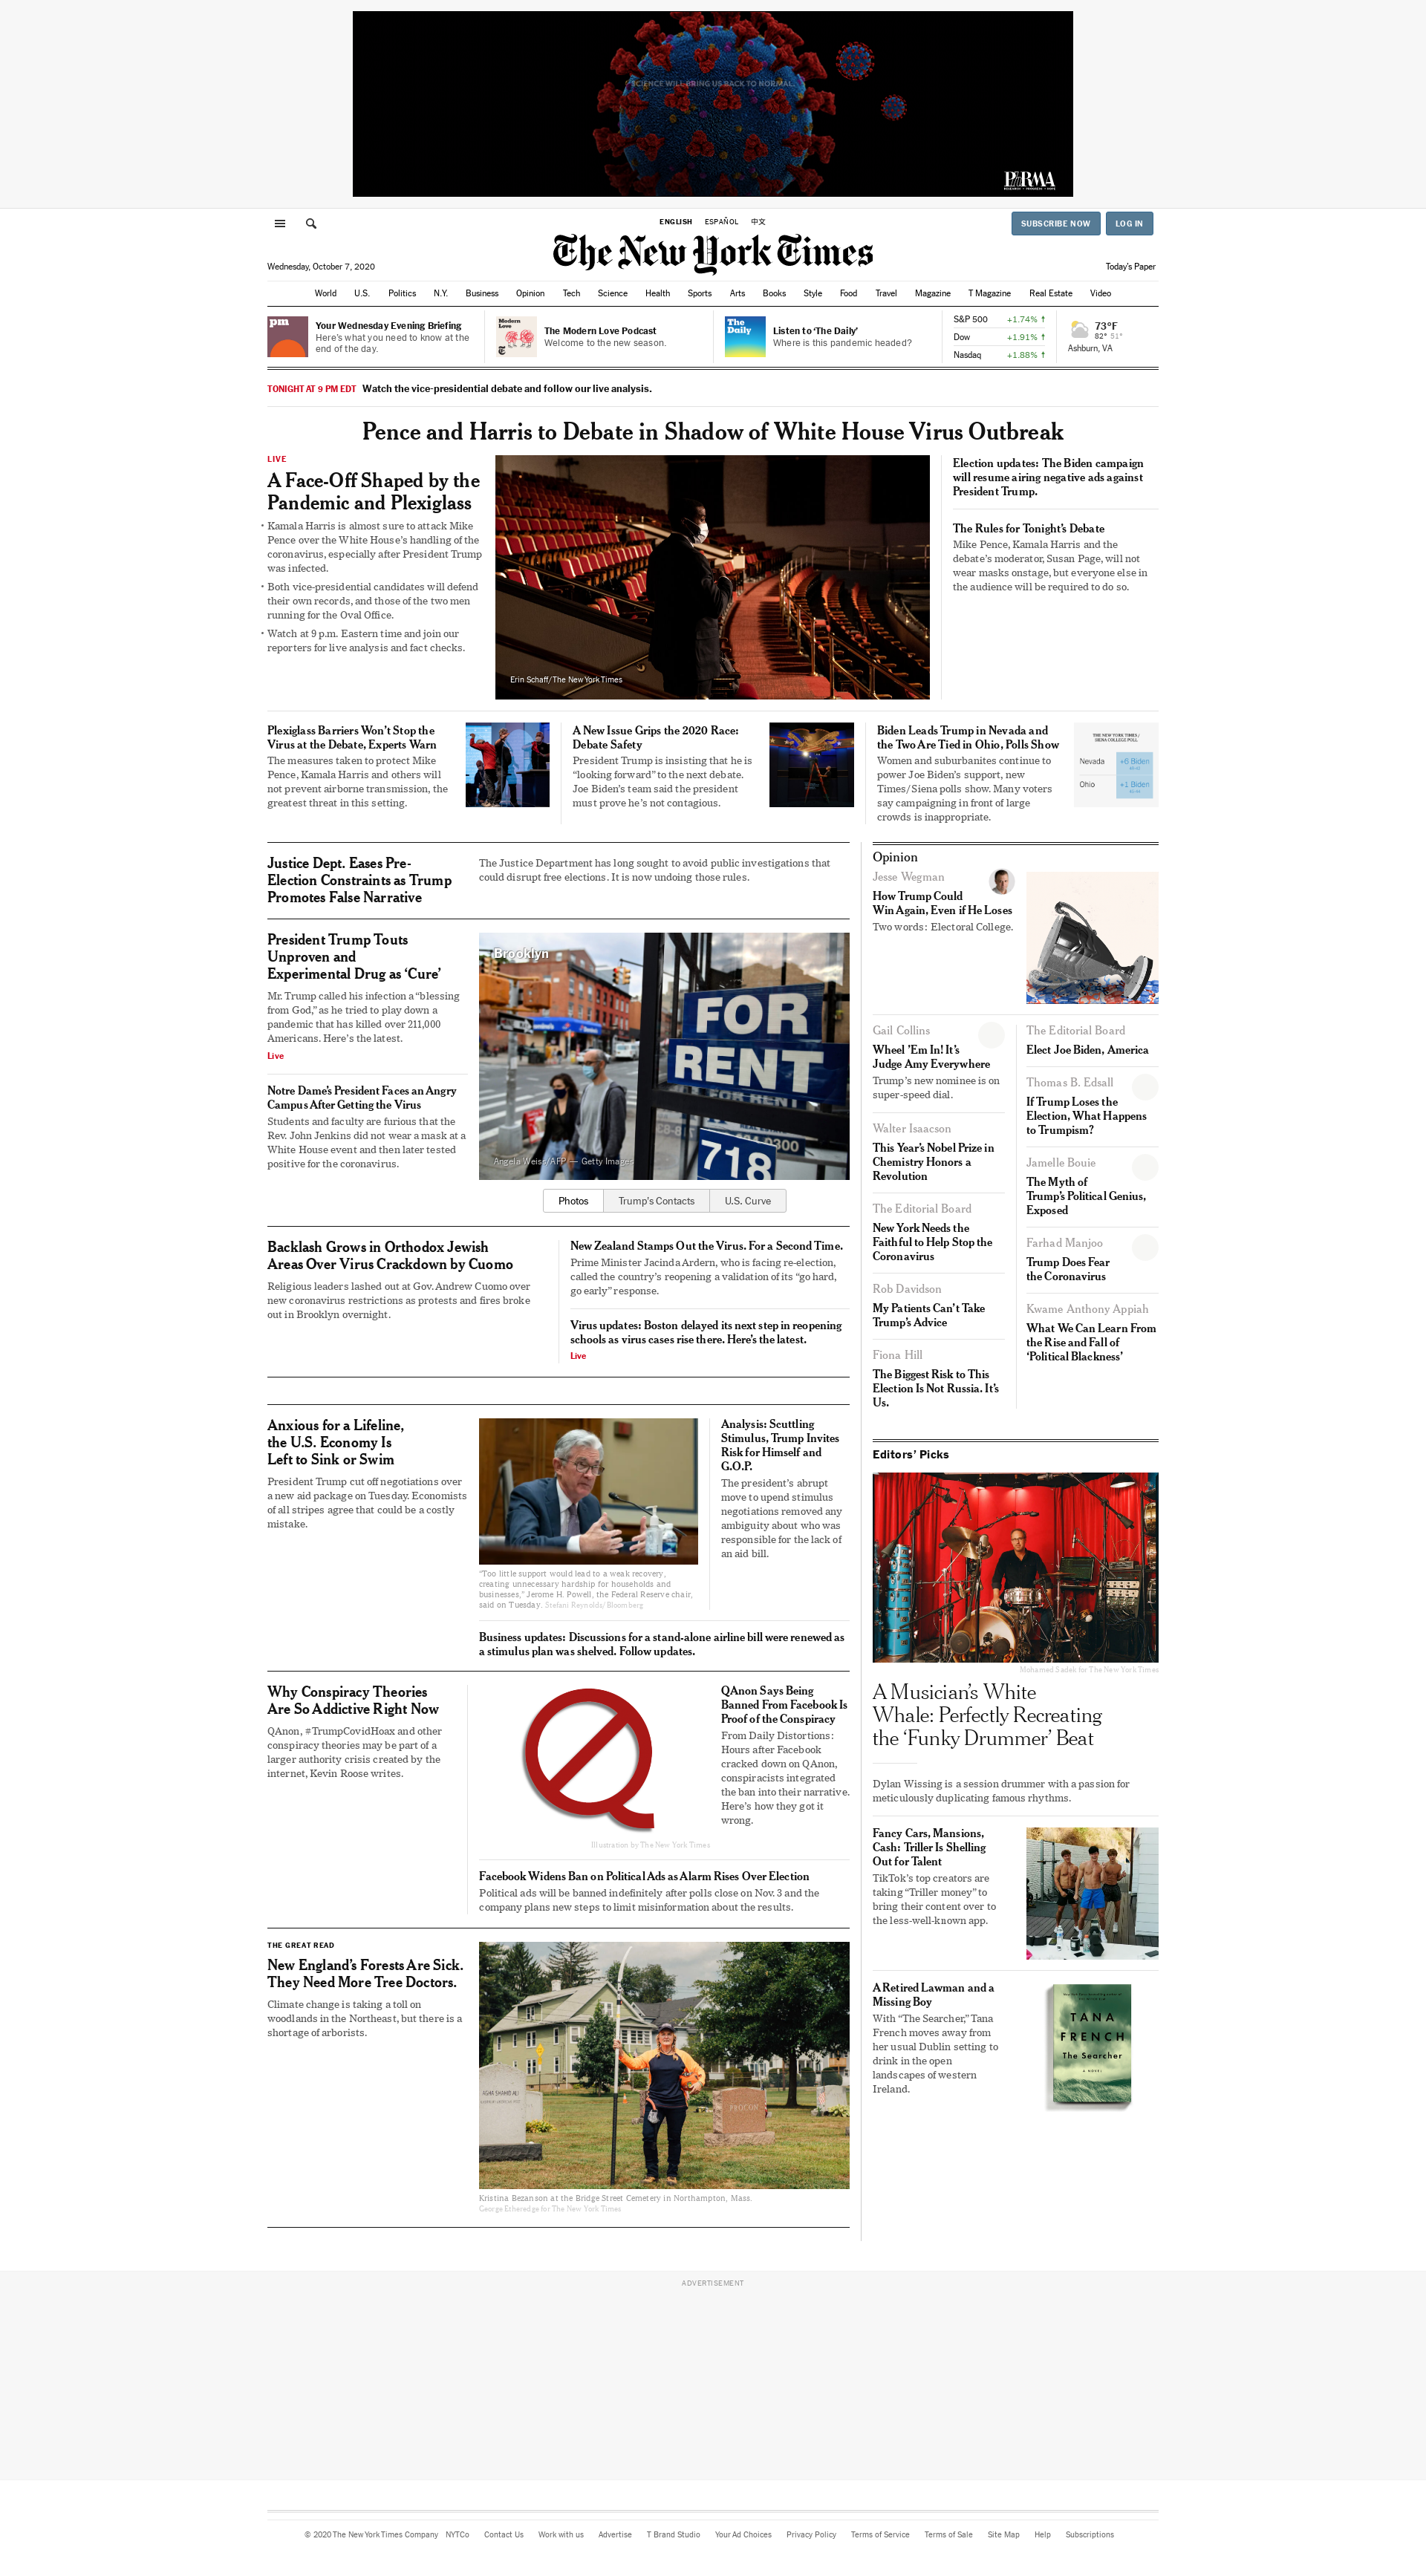 SCIENCE WILL BRING US BACK TO NORMAL.
PhRMA
RESEARCH • PROGRESS • HOPE
ENGLISH ESPAÑOL 中文
SUBSCRIBE NOW LOG IN
The New York Times
Wednesday, October 7, 2020
Today's Paper
World U.S. Politics N.Y. Business Opinion Tech Science Health Sports Arts Books Style Food Travel Magazine T Magazine Real Estate Video
pm
Your Wednesday Evening Briefing
Here's what you need to know at the
end of the day.
Modern
Love
The Modern Love Podcast
Welcome to the new season.
The
Daily
Listen to ‘The Daily’
Where is this pandemic headed?
S&P 500 +1.74% ↑
Dow +1.91% ↑
Nasdaq +1.88% ↑
73°F
82° 51°
Ashburn, VA
TONIGHT AT 9 PM EDT Watch the vice-presidential debate and follow our live analysis.
Pence and Harris to Debate in Shadow of White House Virus Outbreak
LIVE
A Face-Off Shaped by the
Pandemic and Plexiglass
• Kamala Harris is almost sure to attack Mike
Pence over the White House’s handling of the
coronavirus, especially after President Trump
was infected.
• Both vice-presidential candidates will defend
their own records, and those of the two men
running for the Oval Office.
• Watch at 9 p.m. Eastern time and join our
reporters for live analysis and fact checks.
Erin Schaff/The New York Times
Election updates: The Biden campaign
will resume airing negative ads against
President Trump.
The Rules for Tonight’s Debate
Mike Pence, Kamala Harris and the
debate’s moderator, Susan Page, will not
wear masks onstage, but everyone else in
the audience will be required to do so.
Plexiglass Barriers Won’t Stop the
Virus at the Debate, Experts Warn
The measures taken to protect Mike
Pence, Kamala Harris and others will
not prevent airborne transmission, the
greatest threat in this setting.
A New Issue Grips the 2020 Race:
Debate Safety
President Trump is insisting that he is
“looking forward” to the next debate.
Joe Biden’s team said the president
must prove he’s not contagious.
Biden Leads Trump in Nevada and
the Two Are Tied in Ohio, Polls Show
Women and suburbanites continue to
power Joe Biden’s support, new
Times/Siena polls show. Many voters
say campaigning in front of large
crowds is inappropriate.
THE NEW YORK TIMES/
SIENA COLLEGE POLL
Nevada +6 Biden
Ohio +1 Biden
Justice Dept. Eases Pre-
Election Constraints as Trump
Promotes False Narrative
The Justice Department has long sought to avoid public investigations that
could disrupt free elections. It is now undoing those rules.
President Trump Touts
Unproven and
Experimental Drug as ‘Cure’
Mr. Trump called his infection a “blessing
from God,” as he tried to play down a
pandemic that has killed over 211,000
Americans. Here’s the latest.
Live
Notre Dame’s President Faces an Angry
Campus After Getting the Virus
Students and faculty are furious that the
Rev. John Jenkins did not wear a mask at a
White House event and then later tested
positive for the coronavirus.
Brooklyn
FOR
RENT
718
Angela Weiss/AFP — Getty Images
Photos Trump's Contacts U.S. Curve
Backlash Grows in Orthodox Jewish
Areas Over Virus Crackdown by Cuomo
Religious leaders lashed out at Gov. Andrew Cuomo over
new coronavirus restrictions as protests and fires broke
out in Brooklyn overnight.
New Zealand Stamps Out the Virus. For a Second Time.
Prime Minister Jacinda Ardern, who is facing re-election,
called the country’s reopening a validation of its “go hard,
go early” response.
Virus updates: Boston delayed its next step in reopening
schools as virus cases rise there. Here’s the latest.
Live
Anxious for a Lifeline,
the U.S. Economy Is
Left to Sink or Swim
President Trump cut off negotiations over
a new aid package on Tuesday. Economists
of all stripes agree that could be a costly
mistake.
“Too little support would lead to a weak recovery,
creating unnecessary hardship for households and
businesses,” Jerome H. Powell, the Federal Reserve chair,
said on Tuesday. Stefani Reynolds/Bloomberg
Analysis: Scuttling
Stimulus, Trump Invites
Risk for Himself and
G.O.P.
The president’s abrupt
move to upend stimulus
negotiations removed any
ambiguity about who was
responsible for the lack of
an aid bill.
Business updates: Discussions for a stand-alone airline bill were renewed as
a stimulus plan was shelved. Follow updates.
Why Conspiracy Theories
Are So Addictive Right Now
QAnon, #TrumpCovidHoax and other
conspiracy theories may be part of a
larger authority crisis created by the
internet, Kevin Roose writes.
Illustration by The New York Times
QAnon Says Being
Banned From Facebook Is
Proof of the Conspiracy
From Daily Distortions:
Hours after Facebook
cracked down on QAnon,
conspiracists integrated
the ban into their narrative.
Here’s how they got it
wrong.
Facebook Widens Ban on Political Ads as Alarm Rises Over Election
Political ads will be banned indefinitely after polls close on Nov. 3 and the
company plans new steps to limit misinformation about the results.
THE GREAT READ
New England’s Forests Are Sick.
They Need More Tree Doctors.
Climate change is taking a toll on
woodlands in the Northeast, but there is a
shortage of arborists.
PROCON
Kristina Bezanson at the Bridge Street Cemetery in Northampton, Mass.
George Etheredge for The New York Times
Opinion
Jesse Wegman
How Trump Could
Win Again, Even if He Loses
Two words: Electoral College.
Gail Collins
Wheel ’Em In! It’s
Judge Amy Everywhere
Trump’s new nominee is on
super-speed dial.
Walter Isaacson
This Year’s Nobel Prize in
Chemistry Honors a
Revolution
The Editorial Board
New York Needs the
Faithful to Help Stop the
Coronavirus
Rob Davidson
My Patients Can’t Take
Trump’s Advice
Fiona Hill
The Biggest Risk to This
Election Is Not Russia. It’s
Us.
The Editorial Board
Elect Joe Biden, America
Thomas B. Edsall
If Trump Loses the
Election, What Happens
to Trumpism?
Jamelle Bouie
The Myth of
Trump’s Political Genius,
Exposed
Farhad Manjoo
Trump Does Fear
the Coronavirus
Kwame Anthony Appiah
What We Can Learn From
the Rise and Fall of
‘Political Blackness’
Editors’ Picks
Mohamed Sadek for The New York Times
A Musician’s White
Whale: Perfectly Recreating
the ‘Funky Drummer’ Beat
Dylan Wissing is a session drummer with a passion for
meticulously duplicating famous rhythms.
Fancy Cars, Mansions,
Cash: Triller Is Shelling
Out for Talent
TikTok’s top creators are
taking “Triller money” to
bring their content over to
the less-well-known app.
A Retired Lawman and a
Missing Boy
With “The Searcher,” Tana
French moves away from
her usual Dublin setting to
drink in the open
landscapes of western
Ireland.
TANA
FRENCH
The Searcher
A NOVEL
ADVERTISEMENT
© 2020 The New York Times Company NYTCo Contact Us Work with us Advertise T Brand Studio Your Ad Choices Privacy Policy Terms of Service Terms of Sale Site Map Help Subscriptions